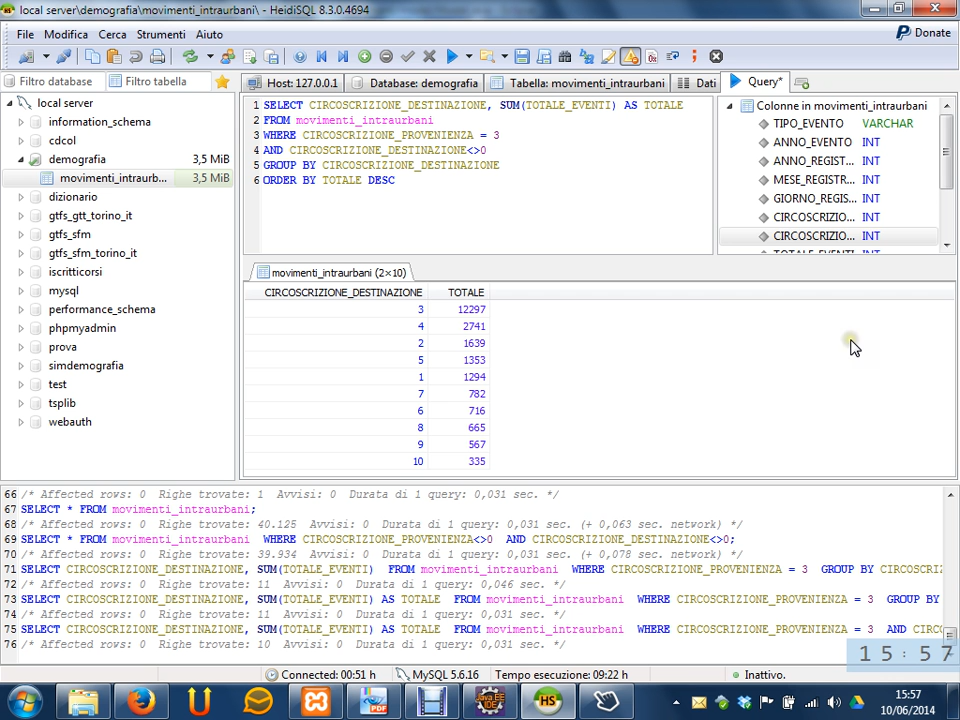 local server\demografia\movimenti_intraurbani\ - HeidiSQL 8.3.0.4694
File Modifica Cerca Strumenti Aiuto
Donate
Filtro database Filtro tabella
Host: 127.0.0.1 Database: demografia Tabella: movimenti_intraurbani Dati Query*
local server
information_schema
cdcol
demografia 3,5 MiB
movimenti_intraurb... 3,5 MiB
dizionario
gtfs_gtt_torino_it
gtfs_sfm
gtfs_sfm_torino_it
iscritticorsi
mysql
performance_schema
phpmyadmin
prova
simdemografia
test
tsplib
webauth
1 SELECT CIRCOSCRIZIONE_DESTINAZIONE, SUM(TOTALE_EVENTI) AS TOTALE
2 FROM movimenti_intraurbani
3 WHERE CIRCOSCRIZIONE_PROVENIENZA = 3
4 AND CIRCOSCRIZIONE_DESTINAZIONE<>0
5 GROUP BY CIRCOSCRIZIONE_DESTINAZIONE
6 ORDER BY TOTALE DESC
Colonne in movimenti_intraurbani
TIPO_EVENTO VARCHAR
ANNO_EVENTO INT
ANNO_REGIST... INT
MESE_REGISTR... INT
GIORNO_REGIS... INT
CIRCOSCRIZIO... INT
CIRCOSCRIZIO... INT
TOTALE EVENTI INT
movimenti_intraurbani (2×10)
CIRCOSCRIZIONE_DESTINAZIONE TOTALE
3 12297
4 2741
2 1639
5 1353
1 1294
7 782
6 716
8 665
9 567
10 335
66 /* Affected rows: 0 Righe trovate: 1 Avvisi: 0 Durata di 1 query: 0,031 sec. */
67 SELECT * FROM movimenti_intraurbani;
68 /* Affected rows: 0 Righe trovate: 40.125 Avvisi: 0 Durata di 1 query: 0,031 sec. (+ 0,063 sec. network) */
69 SELECT * FROM movimenti_intraurbani WHERE CIRCOSCRIZIONE_PROVENIENZA<>0 AND CIRCOSCRIZIONE_DESTINAZIONE<>0;
70 /* Affected rows: 0 Righe trovate: 39.934 Avvisi: 0 Durata di 1 query: 0,031 sec. (+ 0,078 sec. network) */
71 SELECT CIRCOSCRIZIONE_DESTINAZIONE, SUM(TOTALE_EVENTI) FROM movimenti_intraurbani WHERE CIRCOSCRIZIONE_PROVENIENZA = 3 GROUP BY CIRCOSCRIZ
72 /* Affected rows: 0 Righe trovate: 11 Avvisi: 0 Durata di 1 query: 0,046 sec. */
73 SELECT CIRCOSCRIZIONE_DESTINAZIONE, SUM(TOTALE_EVENTI) AS TOTALE FROM movimenti_intraurbani WHERE CIRCOSCRIZIONE_PROVENIENZA = 3 GROUP BY
74 /* Affected rows: 0 Righe trovate: 11 Avvisi: 0 Durata di 1 query: 0,031 sec. */
75 SELECT CIRCOSCRIZIONE_DESTINAZIONE, SUM(TOTALE_EVENTI) AS TOTALE FROM movimenti_intraurbani WHERE CIRCOSCRIZIONE_PROVENIENZA = 3 AND CIRCO
76 /* Affected rows: 0 Righe trovate: 10 Avvisi: 0 Durata di 1 query: 0,031 sec. */
15:57
Connected: 00:51 h MySQL 5.6.16 Tempo esecuzione: 09:22 h Inattivo.
PDF
Java EE
IDE
HS
15:57
10/06/2014